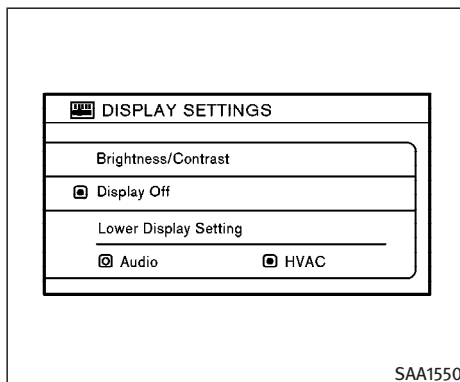 DISPLAY SETTINGS
Brightness/Contrast
Display Off
Lower Display Setting
Audio HVAC
SAA1550